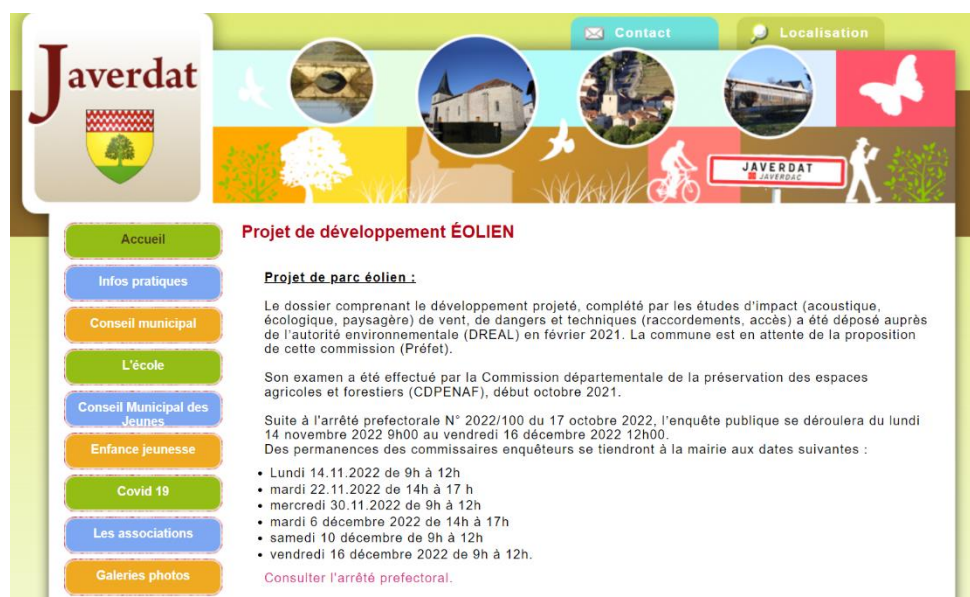 Javerdat
Contact
Localisation
JAVERDAT
JAVERDAC
Accueil
Infos pratiques
Conseil municipal
L'école
Conseil Municipal des
Jeunes
Enfance jeunesse
Covid 19
Les associations
Galeries photos
Projet de développement ÉOLIEN
Projet de parc éolien :
Le dossier comprenant le développement projeté, complété par les études d'impact (acoustique,
écologique, paysagère) de vent, de dangers et techniques (raccordements, accès) a été déposé auprès
de l'autorité environnementale (DREAL) en février 2021. La commune est en attente de la proposition
de cette commission (Préfet).
Son examen a été effectué par la Commission départementale de la préservation des espaces
agricoles et forestiers (CDPENAF), début octobre 2021.
Suite à l'arrêté prefectorale N° 2022/100 du 17 octobre 2022, l'enquête publique se déroulera du lundi
14 novembre 2022 9h00 au vendredi 16 décembre 2022 12h00.
Des permanences des commissaires enquêteurs se tiendront à la mairie aux dates suivantes :
• Lundi 14.11.2022 de 9h à 12h
• mardi 22.11.2022 de 14h à 17 h
• mercredi 30.11.2022 de 9h à 12h
• mardi 6 décembre 2022 de 14h à 17h
• samedi 10 décembre de 9h à 12h
• vendredi 16 décembre 2022 de 9h à 12h.
Consulter l'arrêté prefectoral.